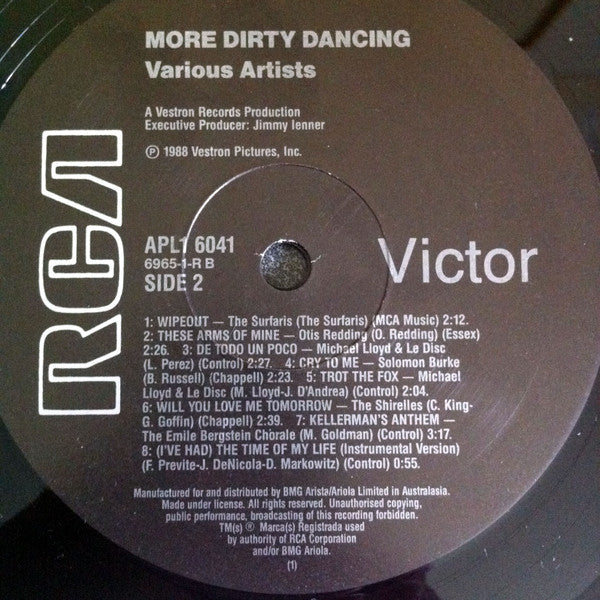 MORE DIRTY DANCING
Various Artists
A Vestron Records Production
Executive Producer: Jimmy Ienner
℗ 1988 Vestron Pictures, Inc.
RCA
APL1 6041
6965-1-R B
SIDE 2
Victor
1: WIPEOUT — The Surfaris (The Surfaris) (MCA Music) 2:12.
2: THESE ARMS OF MINE — Otis Redding (O. Redding) (Essex)
2:26. 3: DE TODO UN POCO — Michael Lloyd & Le Disc
(L. Perez) (Control) 2:27. 4: CRY TO ME — Solomon Burke
(B. Russell) (Chappell) 2:23. 5: TROT THE FOX — Michael
Lloyd & Le Disc (M. Lloyd-J. D'Andrea) (Control) 2:04.
6: WILL YOU LOVE ME TOMORROW — The Shirelles (C. King-
G. Goffin) (Chappell) 2:39. 7: KELLERMAN'S ANTHEM —
The Emile Bergstein Chorale (M. Goldman) (Control) 3:17.
8: (I'VE HAD) THE TIME OF MY LIFE (Instrumental Version)
(F. Previte-J. DeNicola-D. Markowitz) (Control) 0:55.
Manufactured for and distributed by BMG Arista/Ariola Limited in Australasia.
Made under license. All rights reserved. Unauthorised copying,
public performance, broadcasting of this recording forbidden.
TM(s) ® Marca(s) Registrada used
by authority of RCA Corporation
and/or BMG Ariola.
(1)